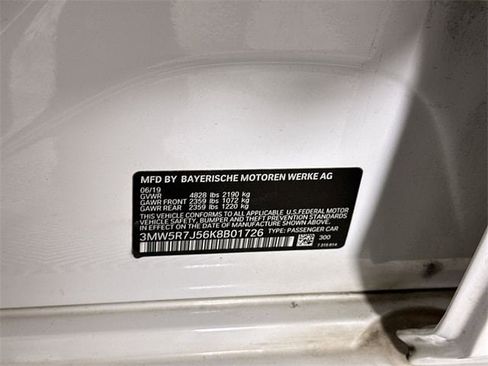 MFD BY BAYERISCHE MOTOREN WERKE AG
06/19
GVWR 4828 lbs 2190 kg
GAWR FRONT 2359 lbs 1072 kg
GAWR REAR 2359 lbs 1220 kg
THIS VEHICLE CONFORMS TO ALL APPLICABLE U.S. FEDERAL MOTOR
VEHICLE SAFETY, BUMPER, AND THEFT PREVENTION STANDARDS IN
EFFECT ON THE DATE OF MANUFACTURE SHOWN ABOVE.
3MW5R7J56K8B01726 TYPE: PASSENGER CAR
300